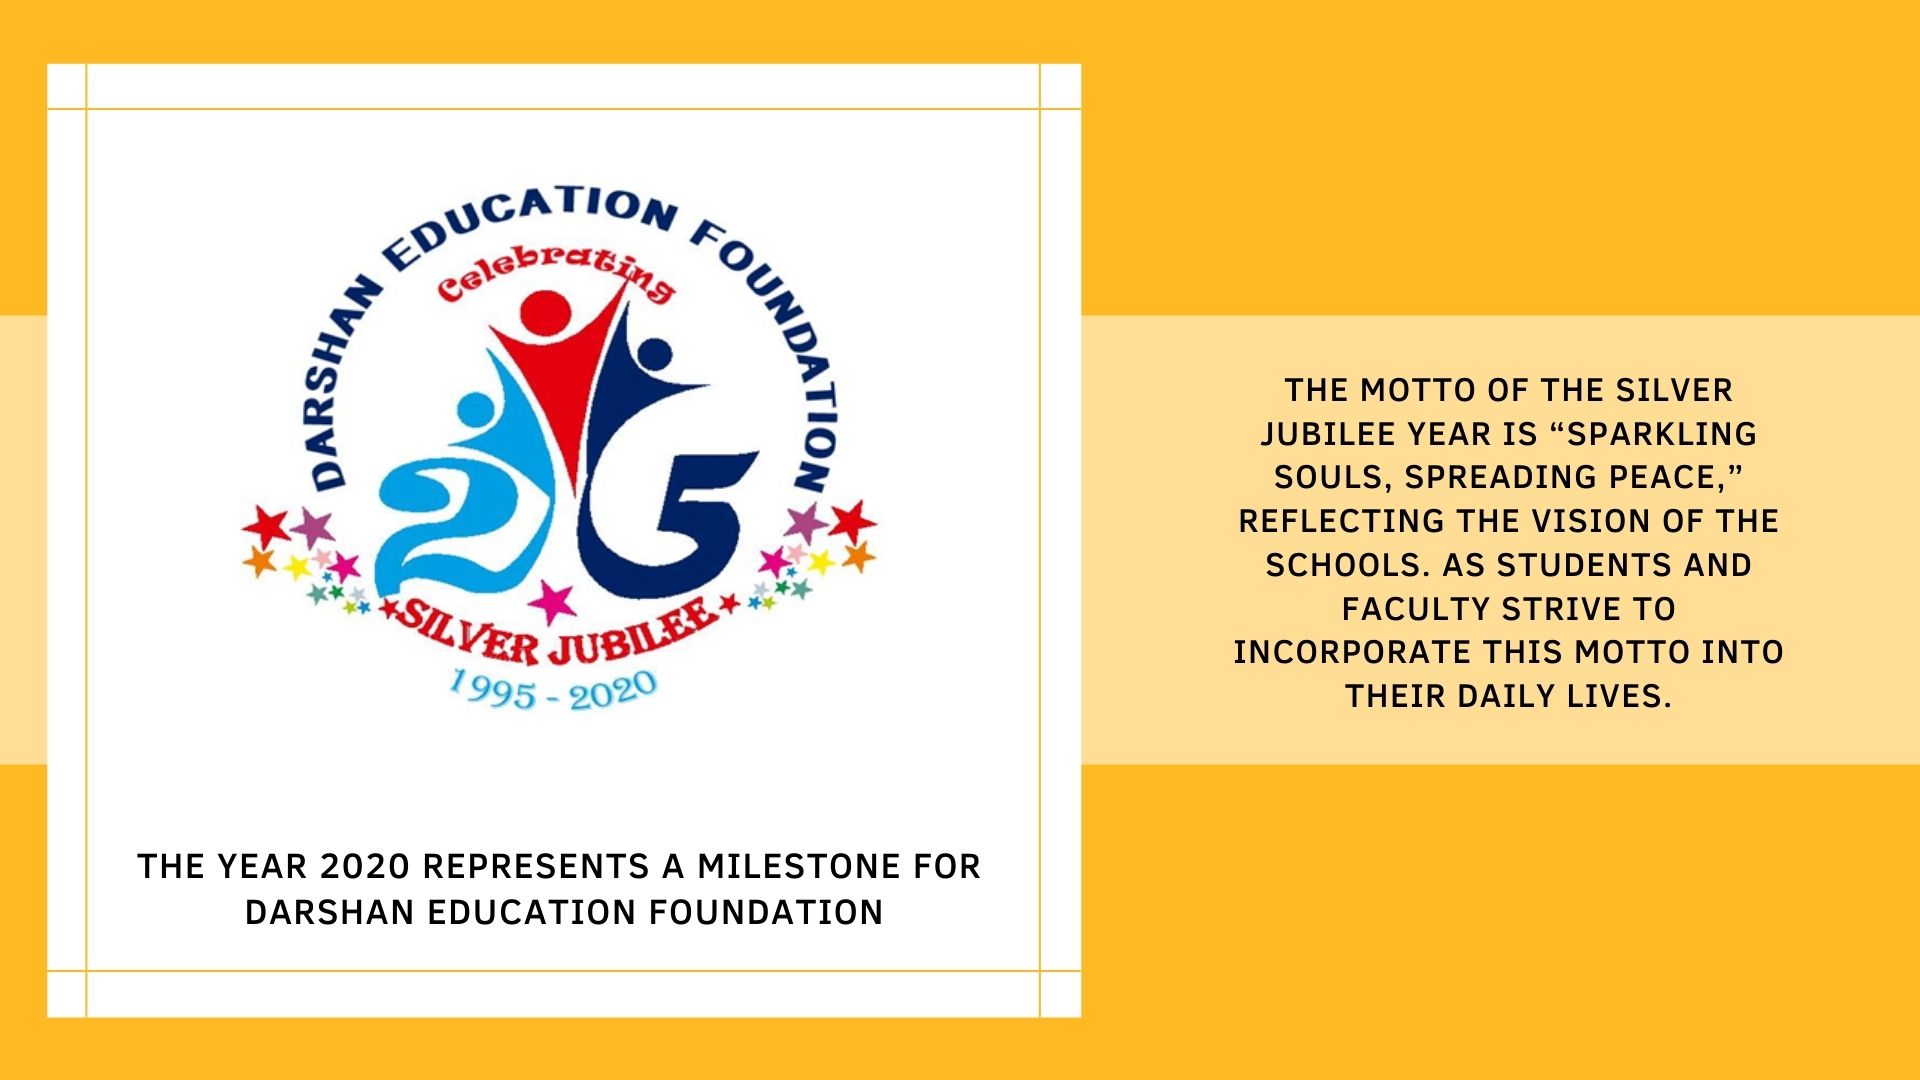 DARSHAN EDUCATION FOUNDATION
Celebrating
25
SILVER JUBILEE
1995 - 2020
THE YEAR 2020 REPRESENTS A MILESTONE FOR
DARSHAN EDUCATION FOUNDATION
THE MOTTO OF THE SILVER
JUBILEE YEAR IS “SPARKLING
SOULS, SPREADING PEACE,”
REFLECTING THE VISION OF THE
SCHOOLS. AS STUDENTS AND
FACULTY STRIVE TO
INCORPORATE THIS MOTTO INTO
THEIR DAILY LIVES.